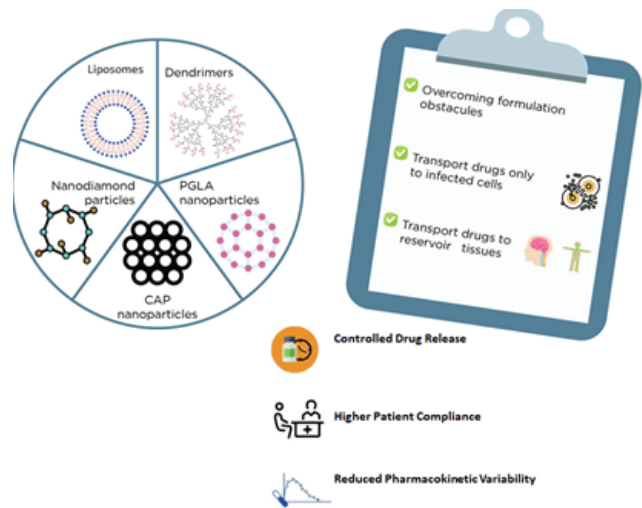 Liposomes
Dendrimers
Nanodiamond
particles
PGLA
nanoparticles
CAP
nanoparticles
Overcoming formulation
obstacules
Transport drugs only
to infected cells
Transport drugs to
reservoir tissues
Controlled Drug Release
Higher Patient Compliance
Reduced Pharmacokinetic Variability